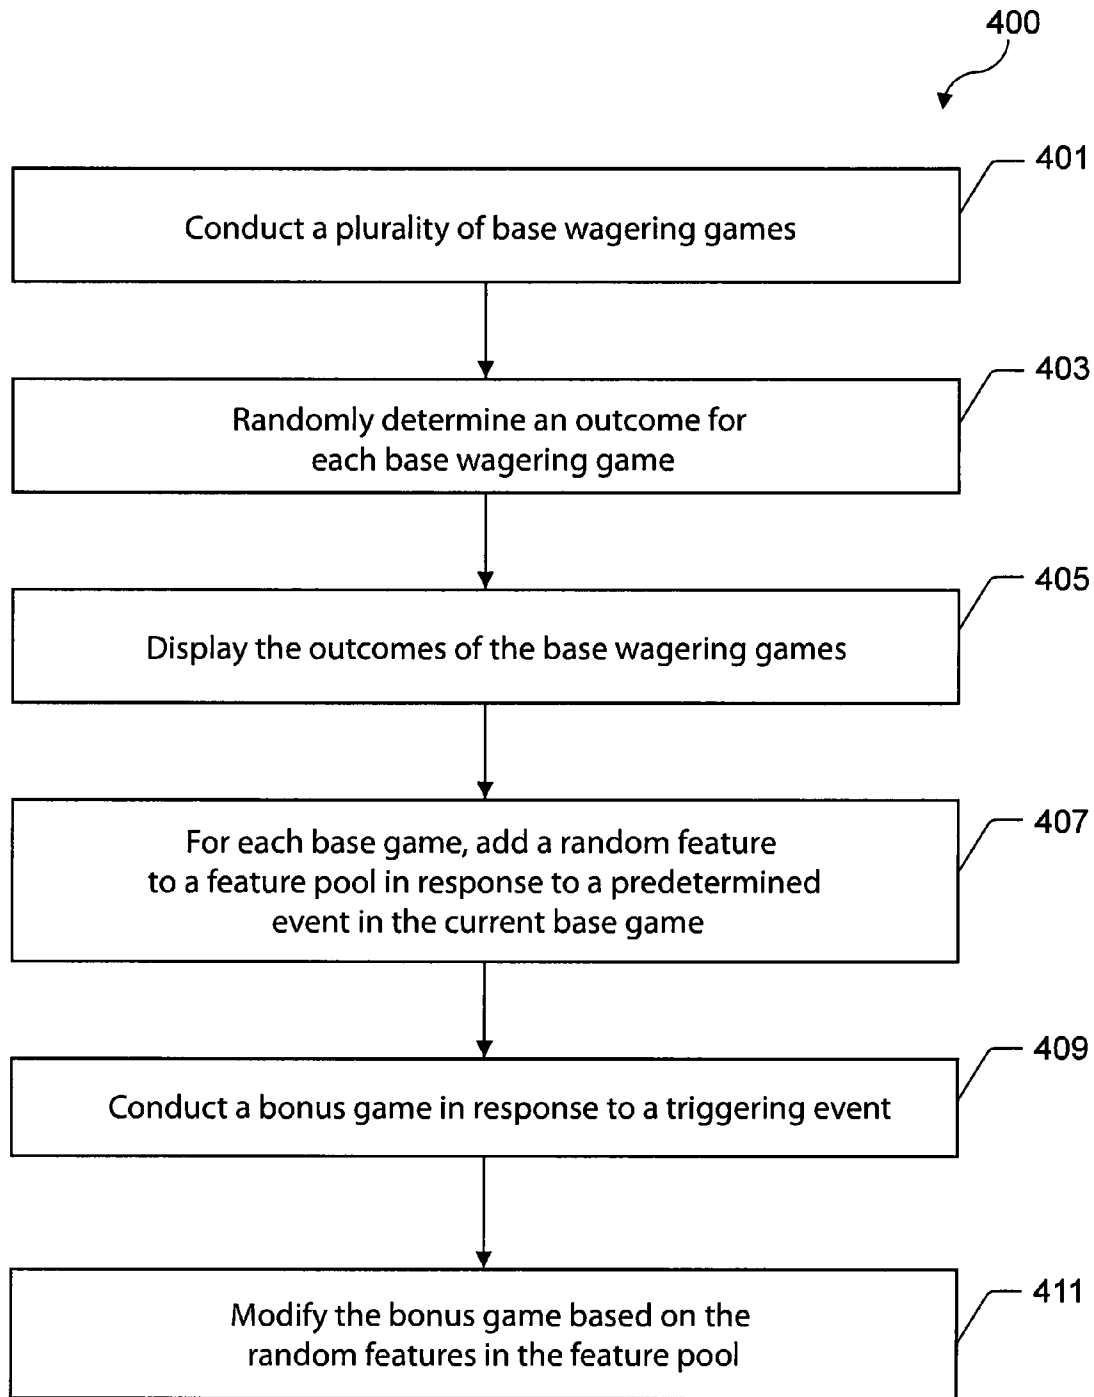 400
401
Conduct a plurality of base wagering games
403
Randomly determine an outcome for
each base wagering game
405
Display the outcomes of the base wagering games
407
For each base game, add a random feature
to a feature pool in response to a predetermined
event in the current base game
409
Conduct a bonus game in response to a triggering event
411
Modify the bonus game based on the
random features in the feature pool